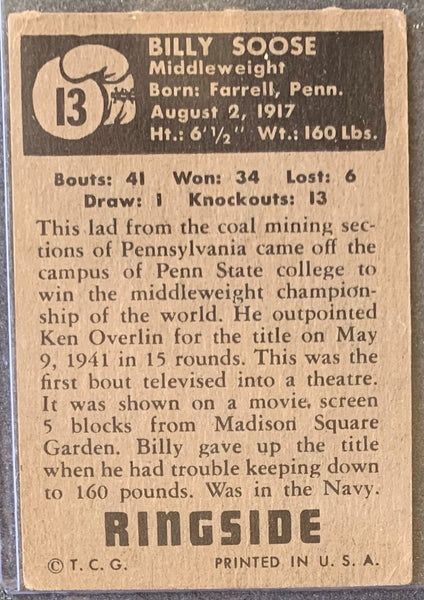 13
BILLY SOOSE
Middleweight
Born: Farrell, Penn.
August 2, 1917
Ht.: 6'½" Wt.: 160 Lbs.
Bouts: 41 Won: 34 Lost: 6
Draw: 1 Knockouts: 13
This lad from the coal mining sec-
tions of Pennsylvania came off the
campus of Penn State college to
win the middleweight champion-
ship of the world. He outpointed
Ken Overlin for the title on May
9, 1941 in 15 rounds. This was the
first bout televised into a theatre.
It was shown on a movie screen
5 blocks from Madison Square
Garden. Billy gave up the title
when he had trouble keeping down
to 160 pounds. Was in the Navy.
RINGSIDE
© T. C. G. PRINTED IN U. S. A.